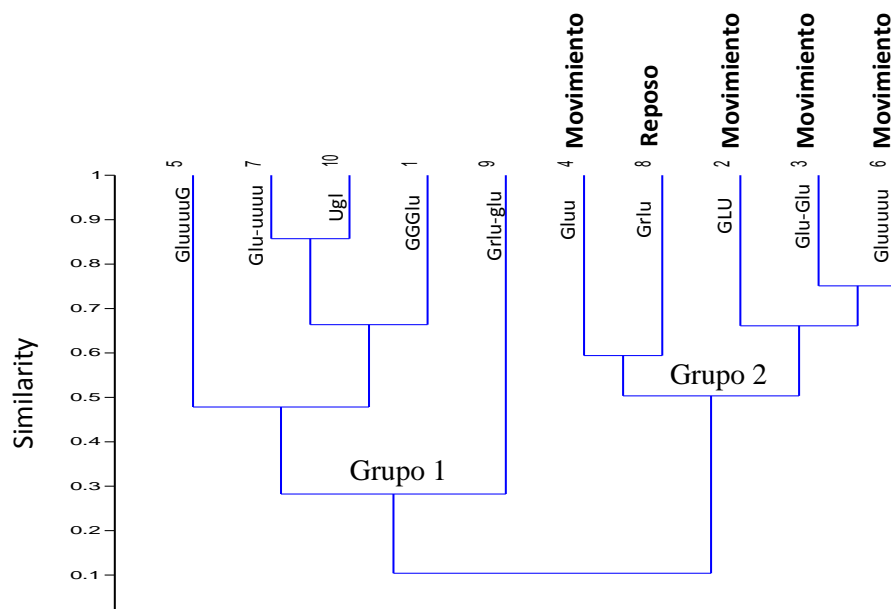 Movimiento
Reposo
Movimiento
Movimiento
Movimiento
5
7
10
1
9
4
8
2
3
6
GluuuuG
Glu-uuuu
Ugl
GGGlu
Grlu-glu
Gluu
Grlu
GLU
Glu-Glu
Gluuuuu
1
0.9
0.8
0.7
0.6
0.5
0.4
0.3
0.2
0.1
Similarity
Grupo 2
Grupo 1